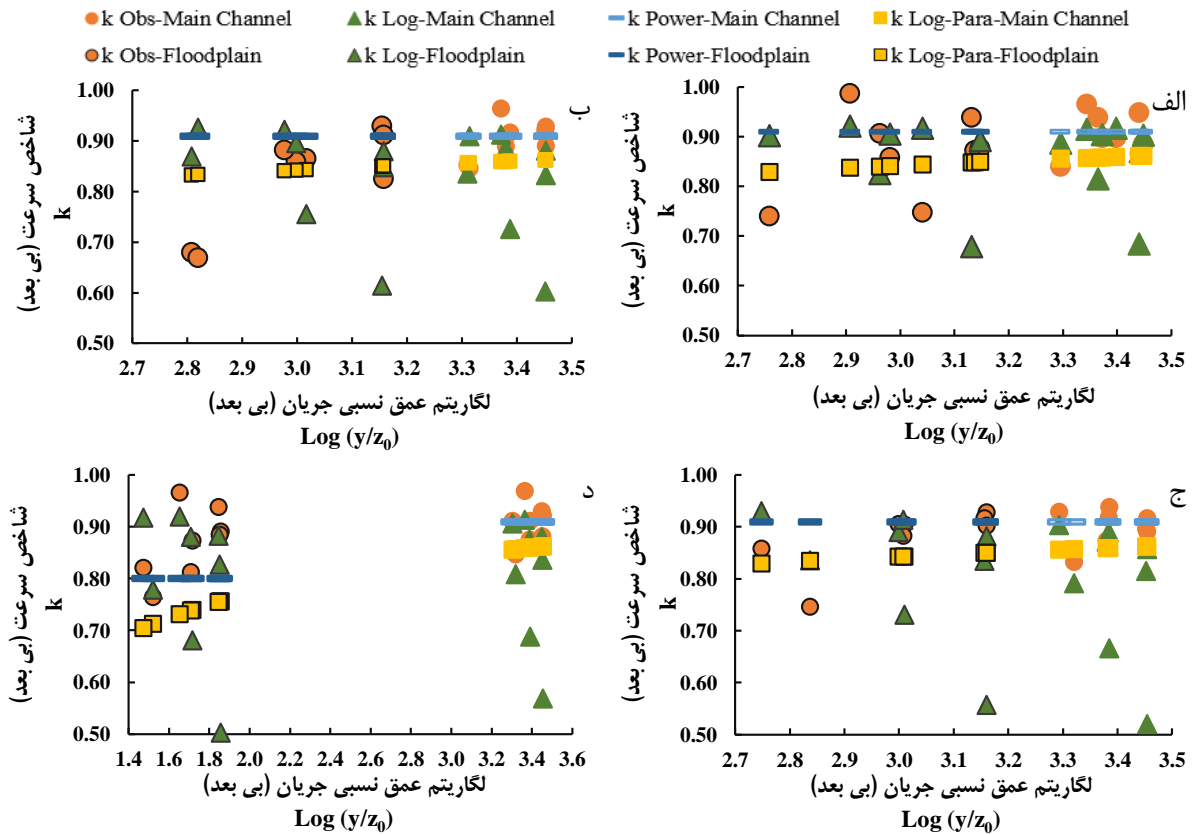 k Obs-Main Channel
k Log-Main Channel
k Power-Main Channel
k Log-Para-Main Channel
k Obs-Floodplain
k Log-Floodplain
k Power-Floodplain
k Log-Para-Floodplain
الف
1.00
0.90
0.80
0.70
0.60
0.50
شاخص سرعت (بی بعد)
k
2.7 2.8 2.9 3.0 3.1 3.2 3.3 3.4 3.5
لگاریتم عمق نسبی جریان (بی بعد)
Log (y/z0)
1.00
0.90
0.80
0.70
0.60
0.50
شاخص سرعت (بی بعد)
k
2.7 2.8 2.9 3.0 3.1 3.2 3.3 3.4 3.5
لگاریتم عمق نسبی جریان (بی بعد)
Log (y/z0)
ج
1.00
0.90
0.80
0.70
0.60
0.50
شاخص سرعت (بی بعد)
k
2.7 2.8 2.9 3.0 3.1 3.2 3.3 3.4 3.5
لگاریتم عمق نسبی جریان (بی بعد)
Log (y/z0)
1.00
0.90
0.80
0.70
0.60
0.50
شاخص سرعت (بی بعد)
k
1.4 1.6 1.8 2.0 2.2 2.4 2.6 2.8 3.0 3.2 3.4 3.6
لگاریتم عمق نسبی جریان (بی بعد)
Log (y/z0)